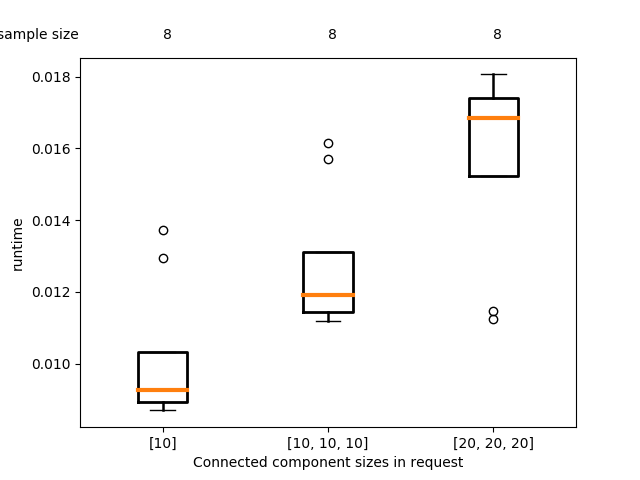 sample size 8 8 8
0.018
0.016
0.014
0.012
0.010
runtime
[10] [10, 10, 10] [20, 20, 20]
Connected component sizes in request